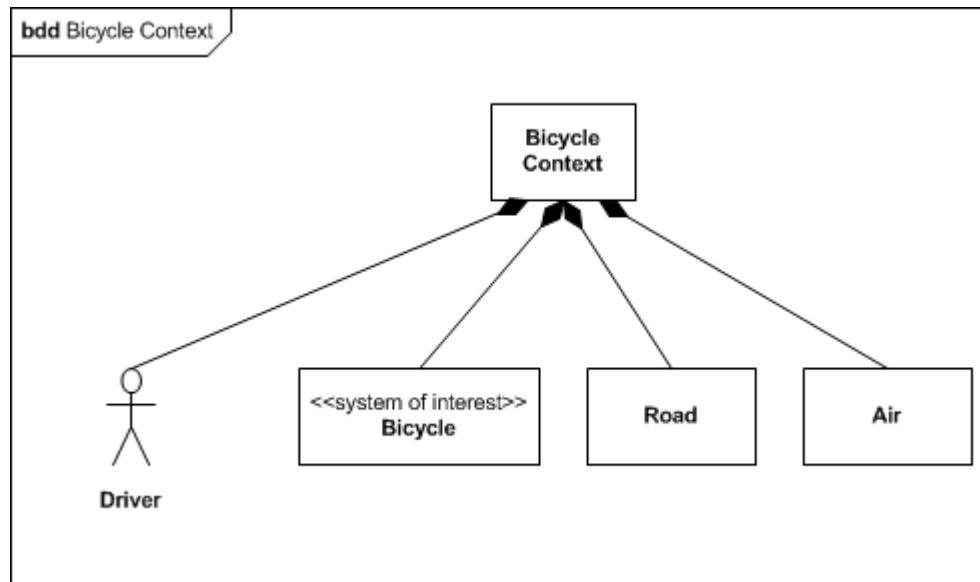 bdd Bicycle Context
Bicycle
Context
<<system of interest>>
Bicycle
Road
Air
Driver